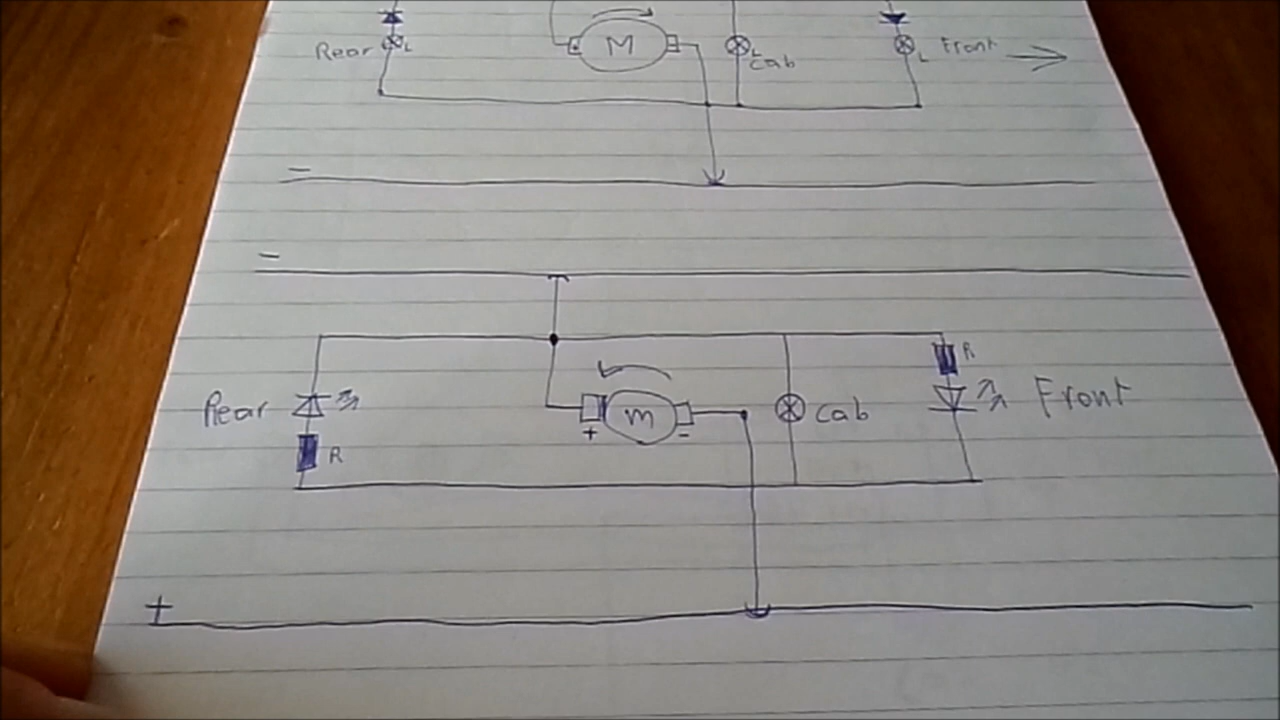 Rear L M L Cab L Front
−
−
R
Rear m cab Front
+ -
R
+